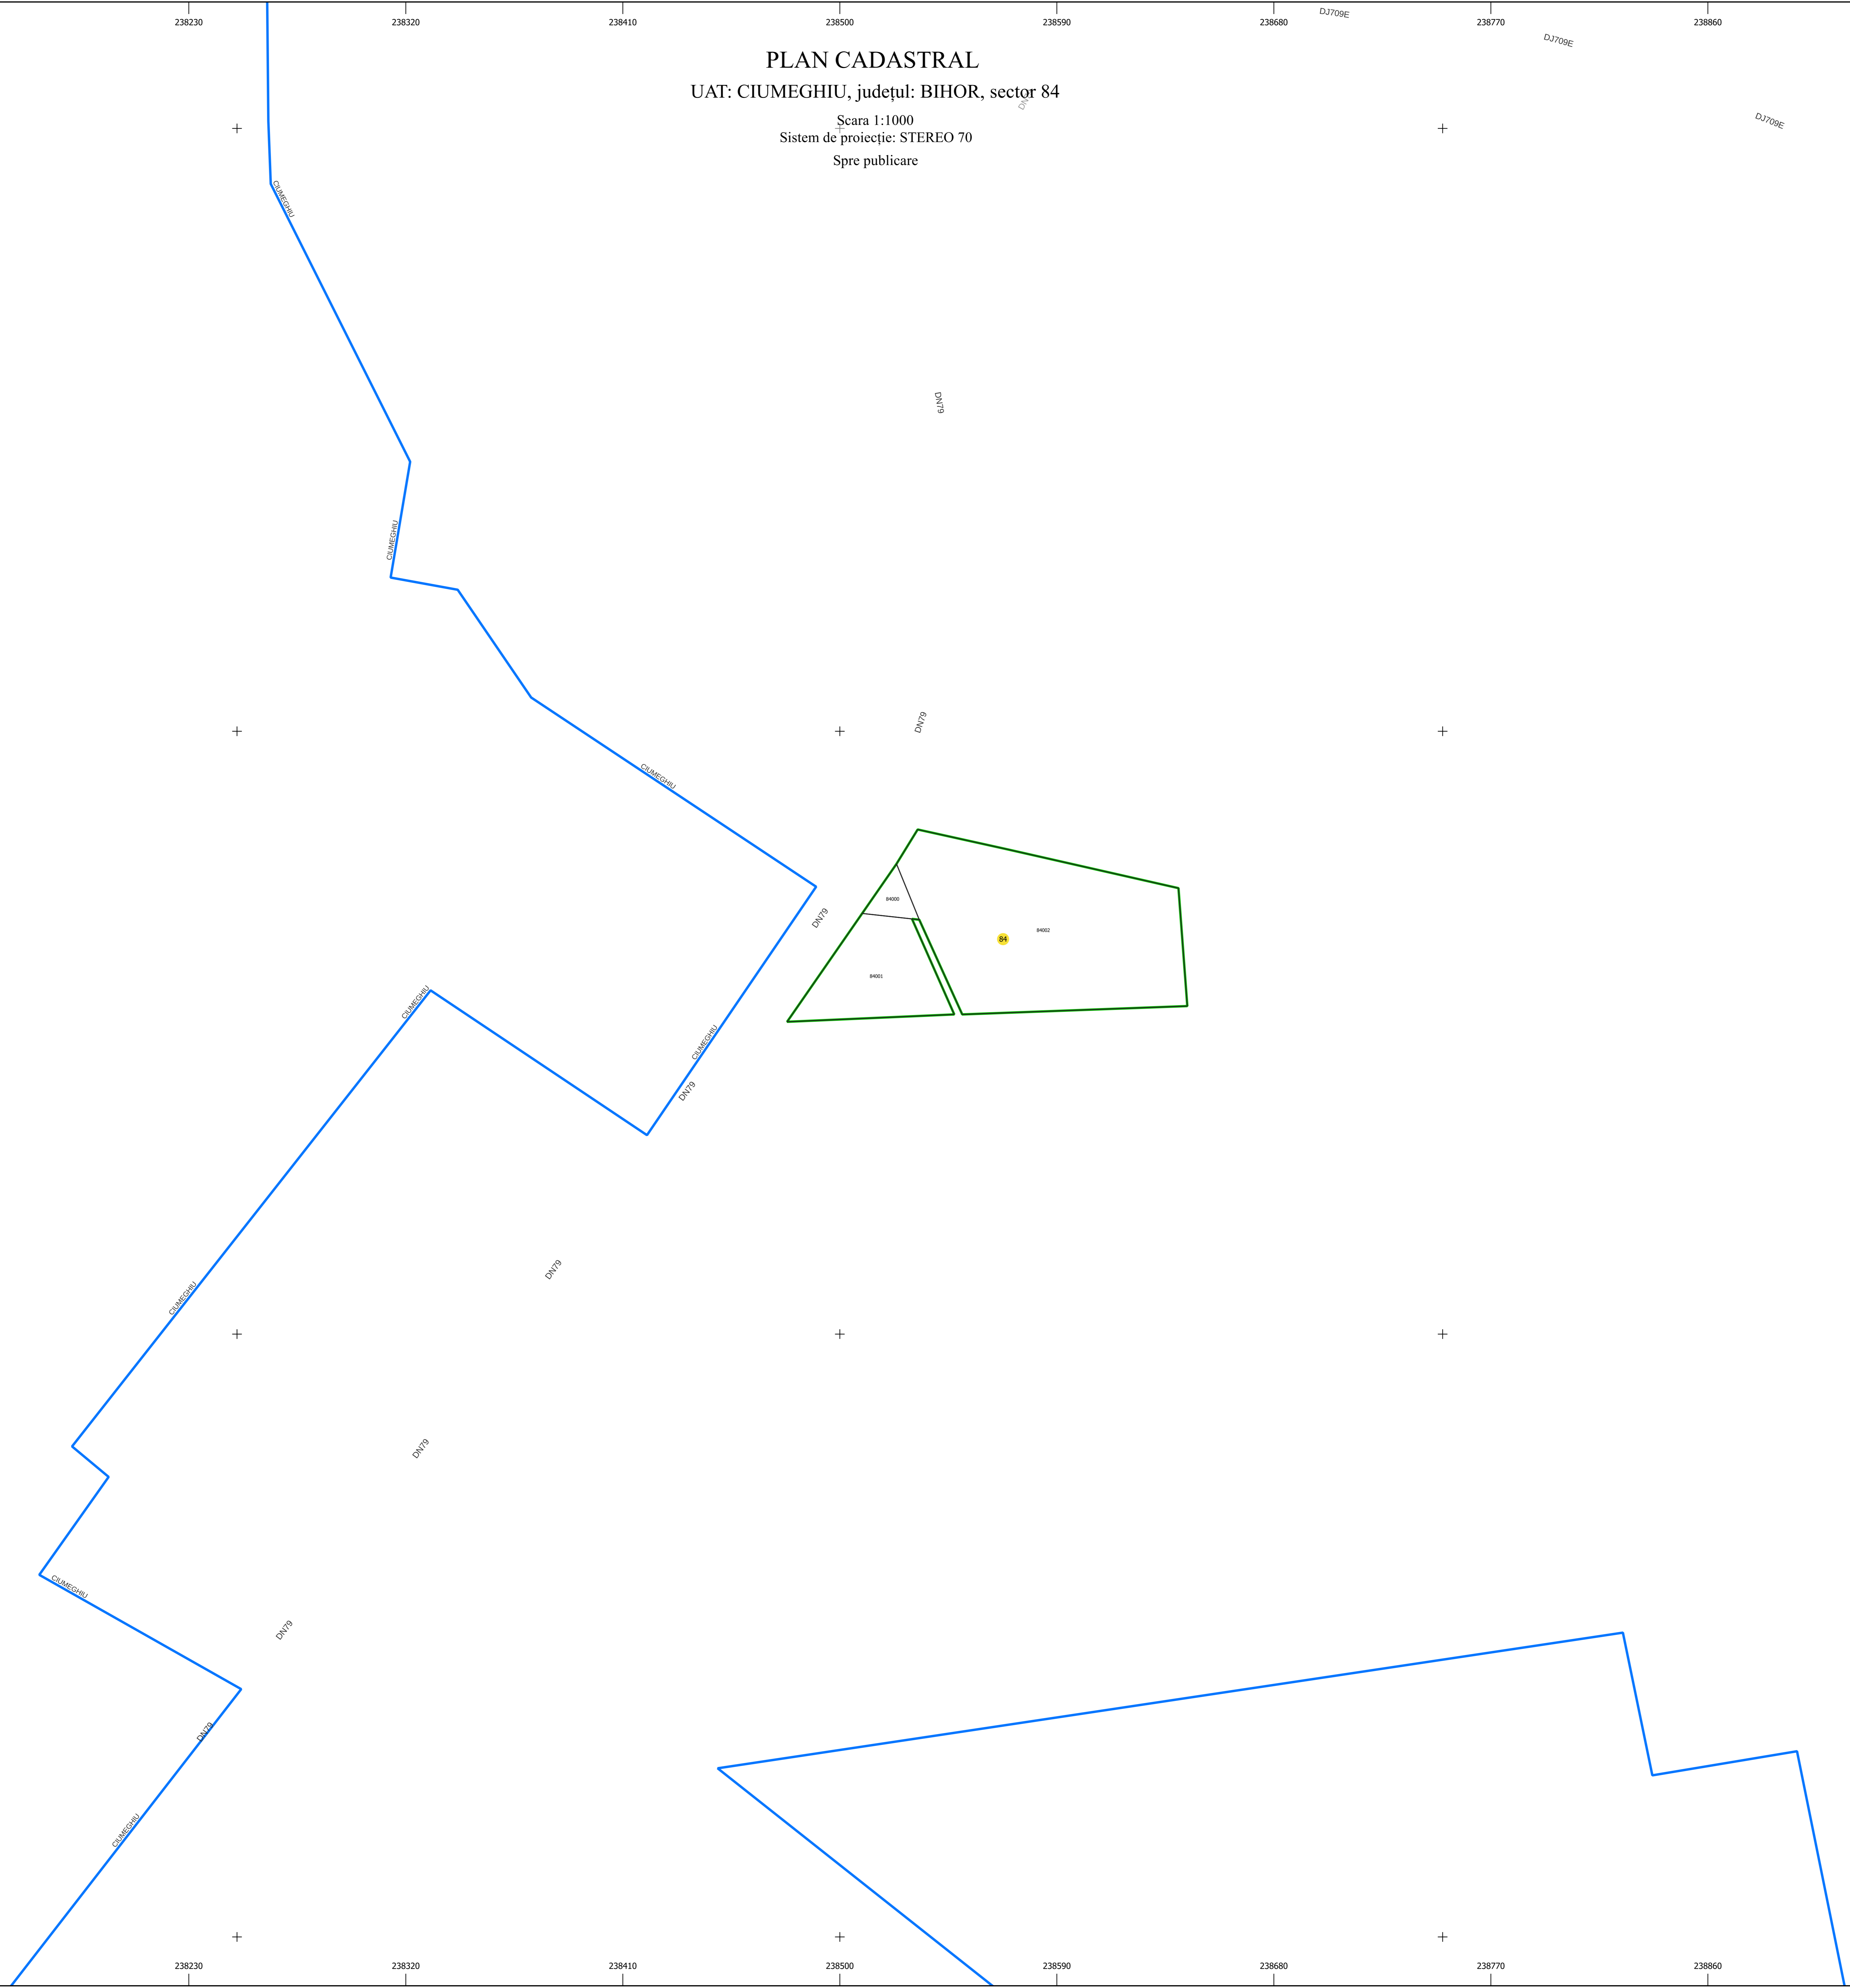 238230 238320 238410 238500 238590 238680 238770 238860
DJ709E
DJ709E
PLAN CADASTRAL
UAT: CIUMEGHIU, județul: BIHOR, sector 84
Scara 1:1000
Sistem de proiecție: STEREO 70
Spre publicare
DJ709E
CIUMEGHIU
DN79
CIUMEGHIU
DN79
CIUMEGHIU
84000
DN79
84002
84
84001
CIUMEGHIU
CIUMEGHIU
DN79
DN79
CIUMEGHIU
DN79
CIUMEGHIU
DN79
DN79
CIUMEGHIU
238230 238320 238410 238500 238590 238680 238770 238860